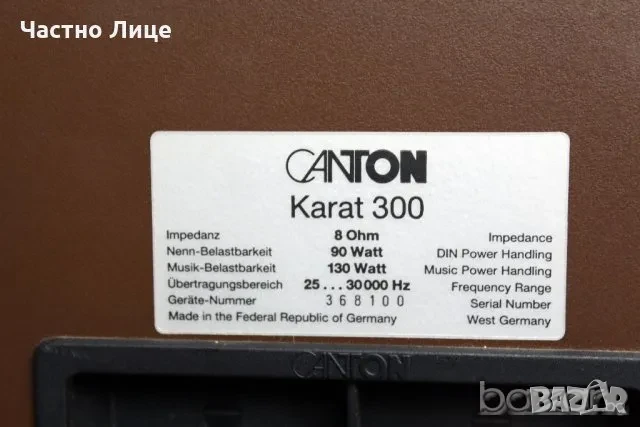 Частно Лице
CANTON
Karat 300
Impedanz 8 Ohm Impedance
Nenn-Belastbarkeit 90 Watt DIN Power Handling
Musik-Belastbarkeit 130 Watt Music Power Handling
Übertragungsbereich 25...30000 Hz Frequency Range
Geräte-Nummer 368100 Serial Number
Made in the Federal Republic of Germany West Germany
CANTON
bazar